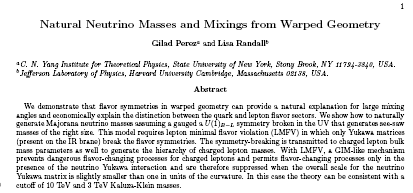 1
Natural Neutrino Masses and Mixings from Warped Geometry
Gilad Perezᵃ and Lisa Randallᵇ
ᵃC. N. Yang Institute for Theoretical Physics, State University of New York, Stony Brook, NY 11794-3840, USA.
ᵇJefferson Laboratory of Physics, Harvard University Cambridge, Massachusetts 02138, USA.
Abstract
We demonstrate that flavor symmetries in warped geometry can provide a natural explanation for large mixing
angles and economically explain the distinction between the quark and lepton flavor sectors. We show how to naturally
generate Majorana neutrino masses assuming a gauged U(1)B−L symmetry broken in the UV that generates see-saw
masses of the right size. This model requires lepton minimal flavor violation (LMFV) in which only Yukawa matrices
(present on the IR brane) break the flavor symmetries. The symmetry-breaking is transmitted to charged lepton bulk
mass parameters as well to generate the hierarchy of charged lepton masses. With LMFV, a GIM-like mechanism
prevents dangerous flavor-changing processes for charged leptons and permits flavor-changing processes only in the
presence of the neutrino Yukawa interaction and are therefore suppressed when the overall scale for the neutrino
Yukawa matrix is slightly smaller than one in units of the curvature. In this case the theory can be consistent with a
cutoff of 10 TeV and 3 TeV Kaluza-Klein masses.